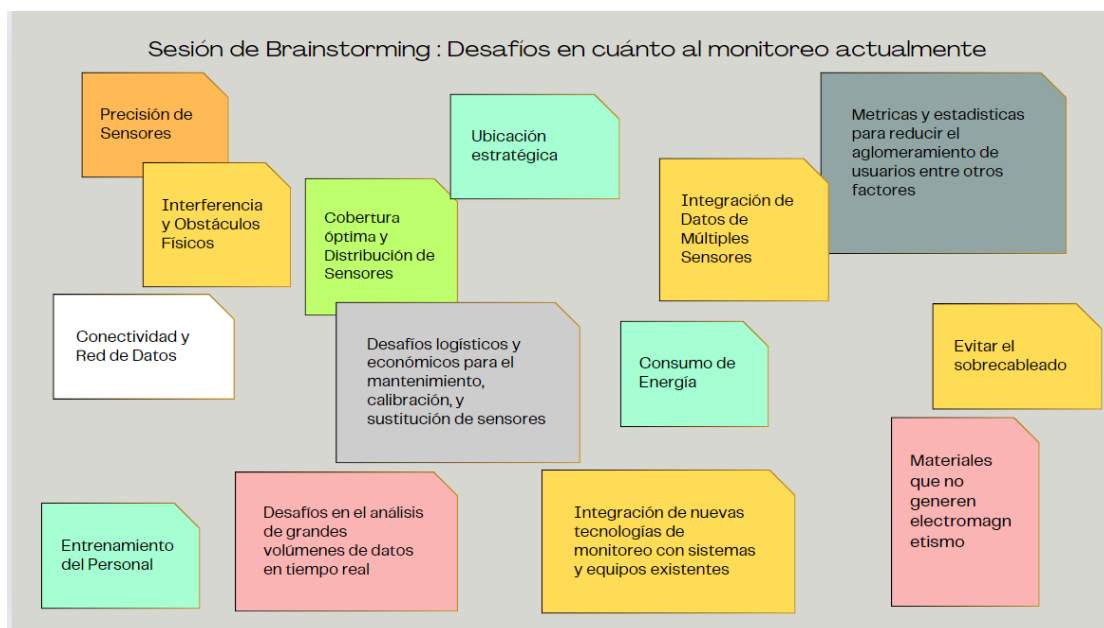 Sesión de Brainstorming : Desafíos en cuánto al monitoreo actualmente
Precisión de
Sensores
Ubicación
estratégica
Metricas y estadisticas
para reducir el
aglomeramiento de
usuarios entre otros
factores
Interferencia
y Obstáculos
Físicos
Cobertura
óptima y
Distribución de
Sensores
Integración de
Datos de
Múltiples
Sensores
Conectividad y
Red de Datos
Desafíos logísticos y
económicos para el
mantenimiento,
calibración, y
sustitución de sensores
Consumo de
Energía
Evitar el
sobrecableado
Materiales
que no
generen
electromagn
etismo
Entrenamiento
del Personal
Desafíos en el análisis
de grandes
volúmenes de datos
en tiempo real
Integración de nuevas
tecnologías de
monitoreo con sistemas
y equipos existentes